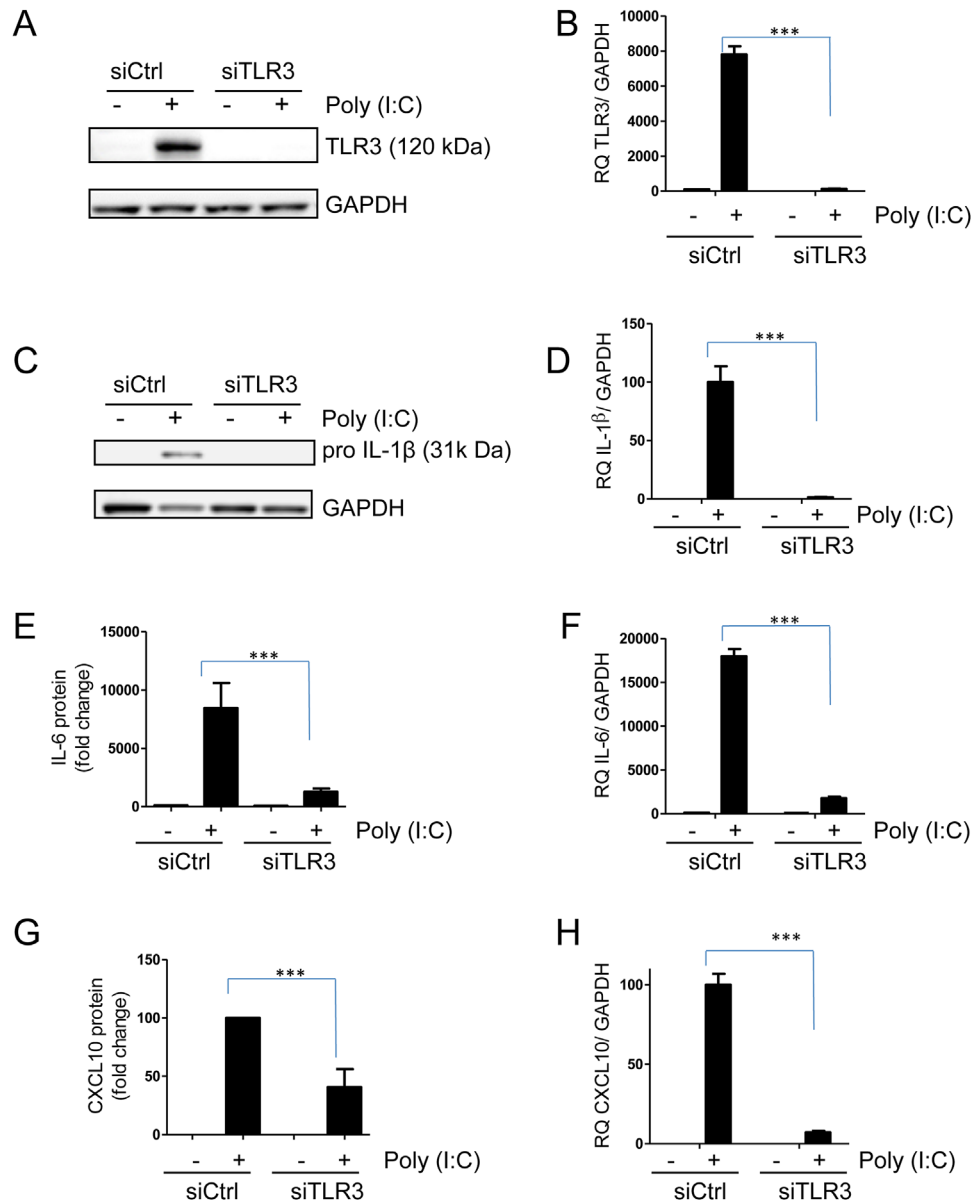 A
siCtrl siTLR3
- + - + Poly (I:C)
TLR3 (120 kDa)
GAPDH
B
RQ TLR3/ GAPDH
10000
8000
6000
4000
2000
0
***
- + - + Poly (I:C)
siCtrl siTLR3
C
siCtrl siTLR3
- + - + Poly (I:C)
pro IL-1β (31k Da)
GAPDH
D
RQ IL-1β/ GAPDH
150
100
50
0
***
- + - + Poly (I:C)
siCtrl siTLR3
E
IL-6 protein
(fold change)
15000
10000
5000
0
***
- + - + Poly (I:C)
siCtrl siTLR3
F
RQ IL-6/ GAPDH
20000
15000
10000
5000
0
***
- + - + Poly (I:C)
siCtrl siTLR3
G
CXCL10 protein
(fold change)
150
100
50
0
***
- + - + Poly (I:C)
siCtrl siTLR3
H
RQ CXCL10/ GAPDH
100
50
0
***
- + - + Poly (I:C)
siCtrl siTLR3